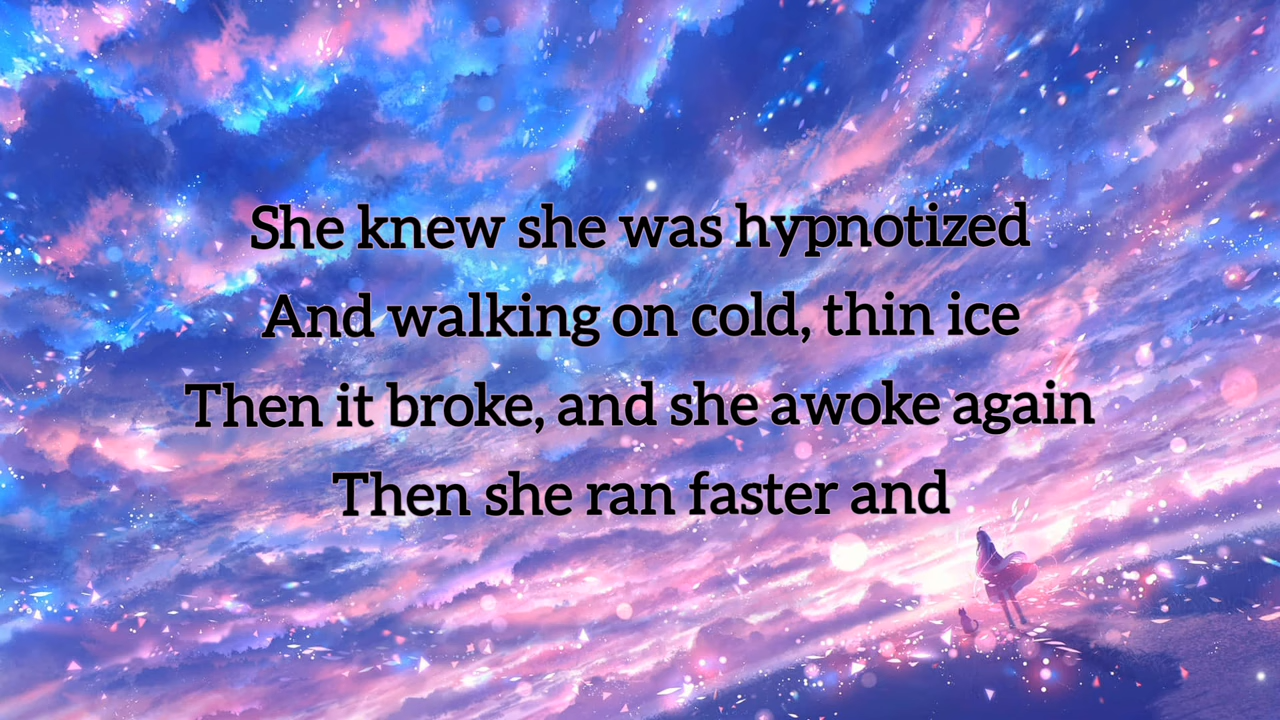 She knew she was hypnotized
And walking on cold, thin ice
Then it broke, and she awoke again
Then she ran faster and